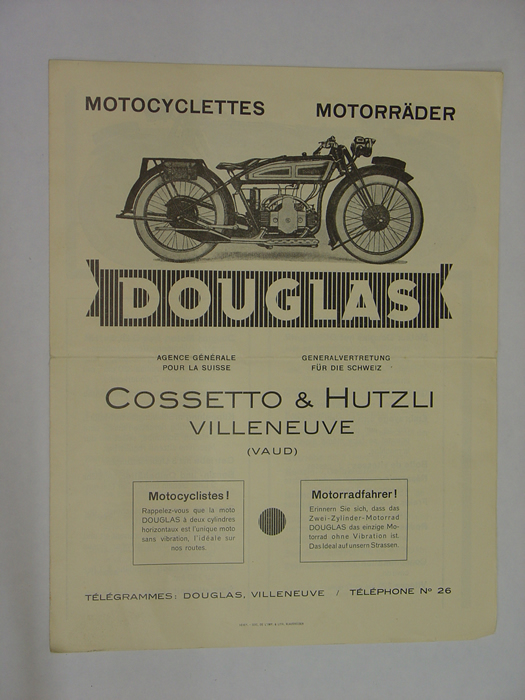 MOTOCYCLETTES MOTORRÄDER
DOUGLAS
AGENCE GÉNÉRALE
POUR LA SUISSE
GENERALVERTRETUNG
FÜR DIE SCHWEIZ
COSSETTO & HUTZLI
VILLENEUVE
(VAUD)
Motocyclistes !
Rappelez-vous que la moto
DOUGLAS à deux cylindres
horizontaux est l'unique moto
sans vibration, l'idéale sur
nos routes.
Motorradfahrer !
Erinnern Sie sich, dass das
Zwei-Zylinder-Motorrad
DOUGLAS das einzige Mo-
torrad ohne Vibration ist.
Das Ideal auf unsern Strassen.
TÉLÉGRAMMES: DOUGLAS, VILLENEUVE / TÉLÉPHONE Nº 26